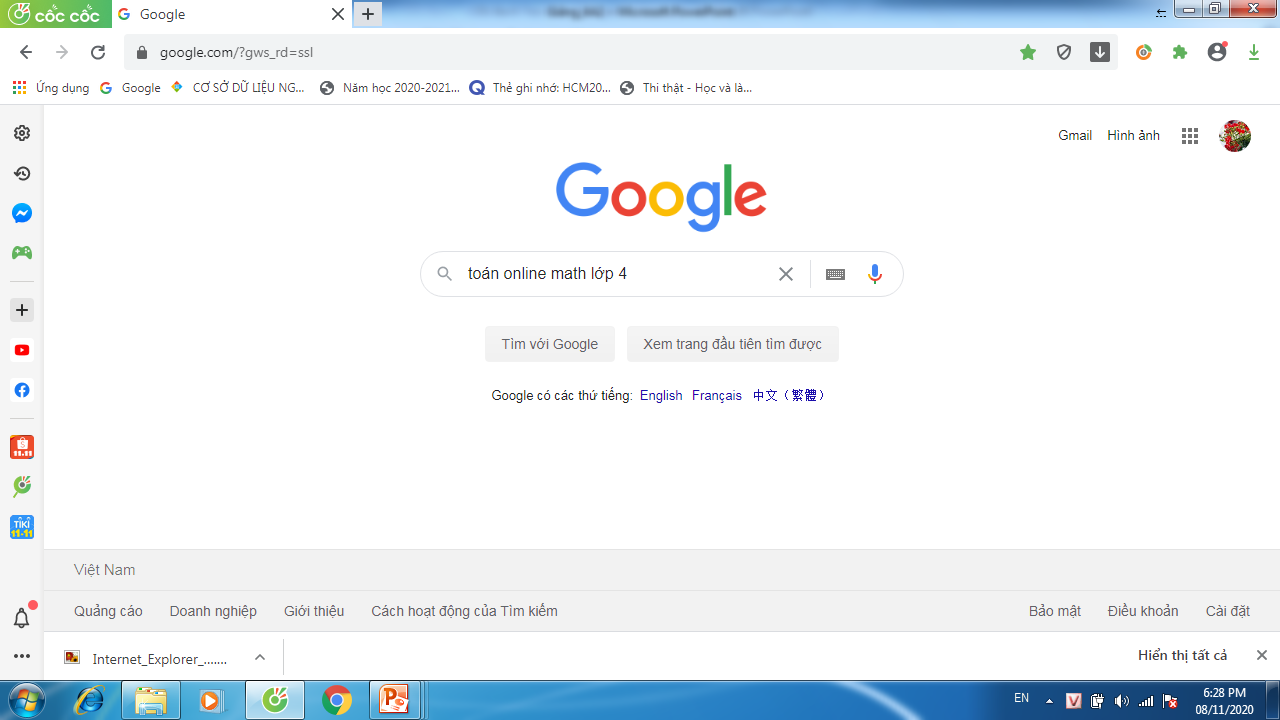 cốc cốc Google
google.com/?gws_rd=ssl
Ứng dụng Google CƠ SỞ DỮ LIỆU NG... Năm học 2020-2021... Thẻ ghi nhớ: HCM20... Thi thật - Học và là...
Gmail Hình ảnh
Google
toán online math lớp 4
Tìm với Google Xem trang đầu tiên tìm được
Google có các thứ tiếng: English Français 中文（繁體）
11.11
TIKI
11-11
Việt Nam
Quảng cáo Doanh nghiệp Giới thiệu Cách hoạt động của Tìm kiếm Bảo mật Điều khoản Cài đặt
Internet_Explorer_....... Hiển thị tất cả
EN 6:28 PM
08/11/2020